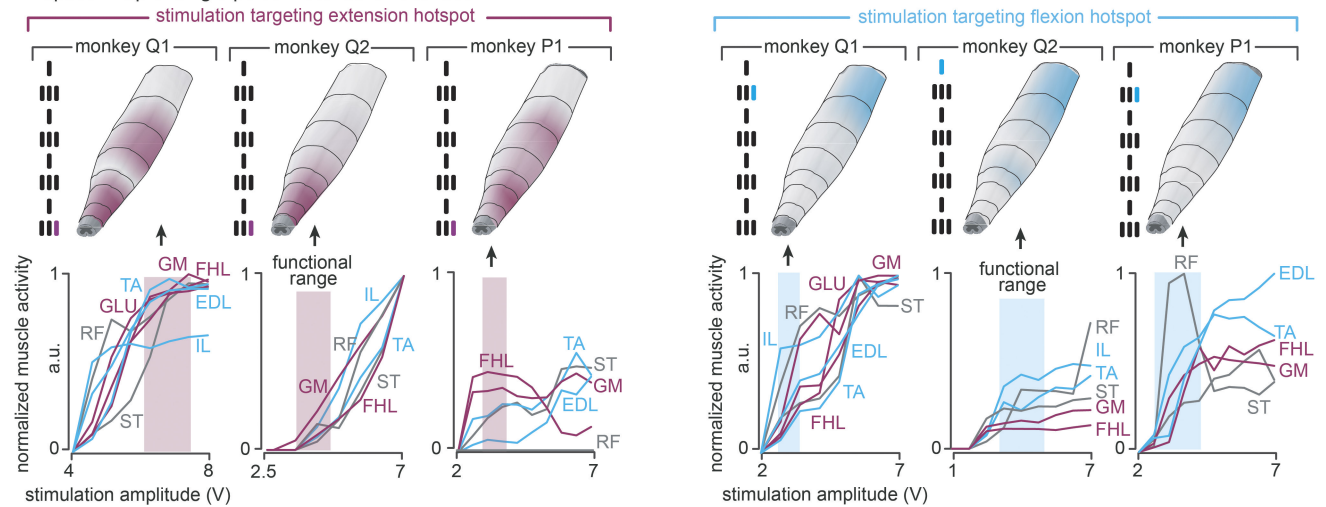 stimulation targeting extension hotspot
stimulation targeting flexion hotspot
monkey Q1
monkey Q2
monkey P1
monkey Q1
monkey Q2
monkey P1
normalized muscle activity
a.u.
1
0
4
8
RF
GLU
TA
GM
FHL
EDL
IL
ST
stimulation amplitude (V)
functional
range
1
0
2.5
7
GM
RF
IL
TA
ST
FHL
1
0
2
7
FHL
TA
ST
GM
EDL
RF
normalized muscle activity
a.u.
1
0
2
7
IL
RF
GLU
GM
ST
EDL
TA
FHL
stimulation amplitude (V)
functional
range
1
0
1
7
RF
IL
TA
ST
GM
FHL
1
0
2
7
RF
EDL
TA
FHL
GM
ST